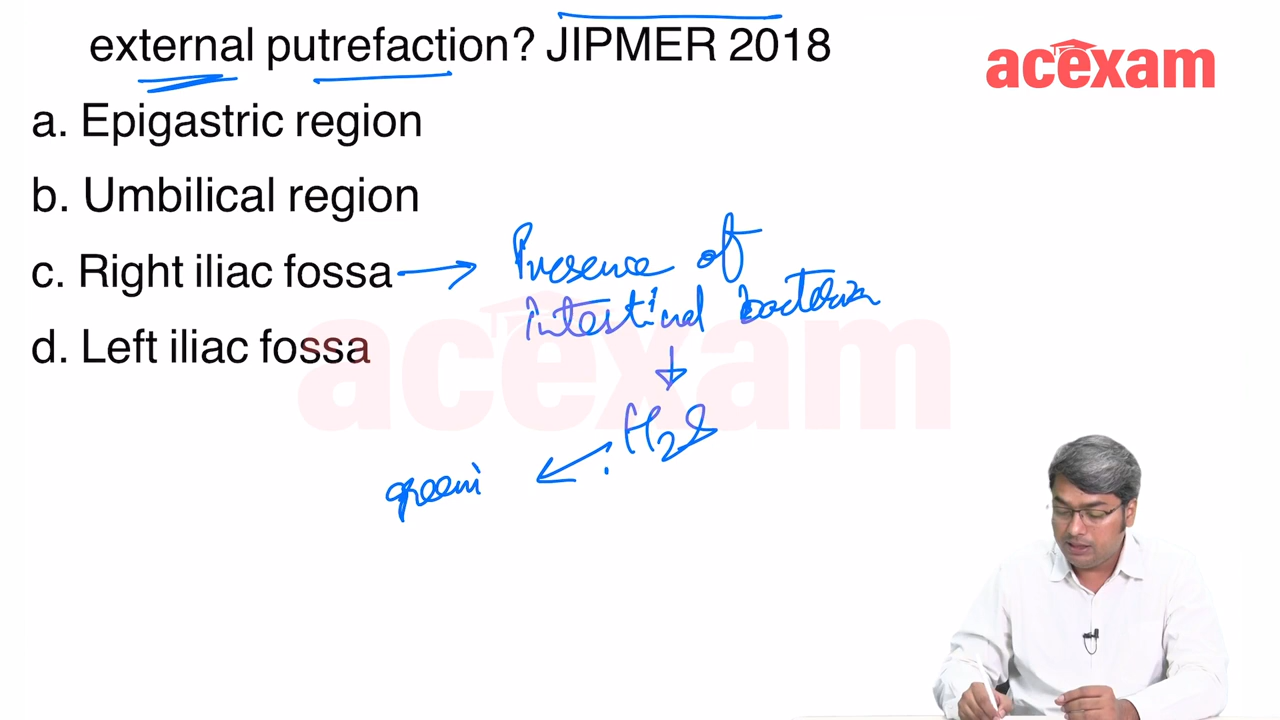 external putrefaction? JIPMER 2018
acexam
a. Epigastric region
b. Umbilical region
c. Right iliac fossa → Presence of
intestinal bacteria
d. Left iliac fossa
↓
acexam
H2S